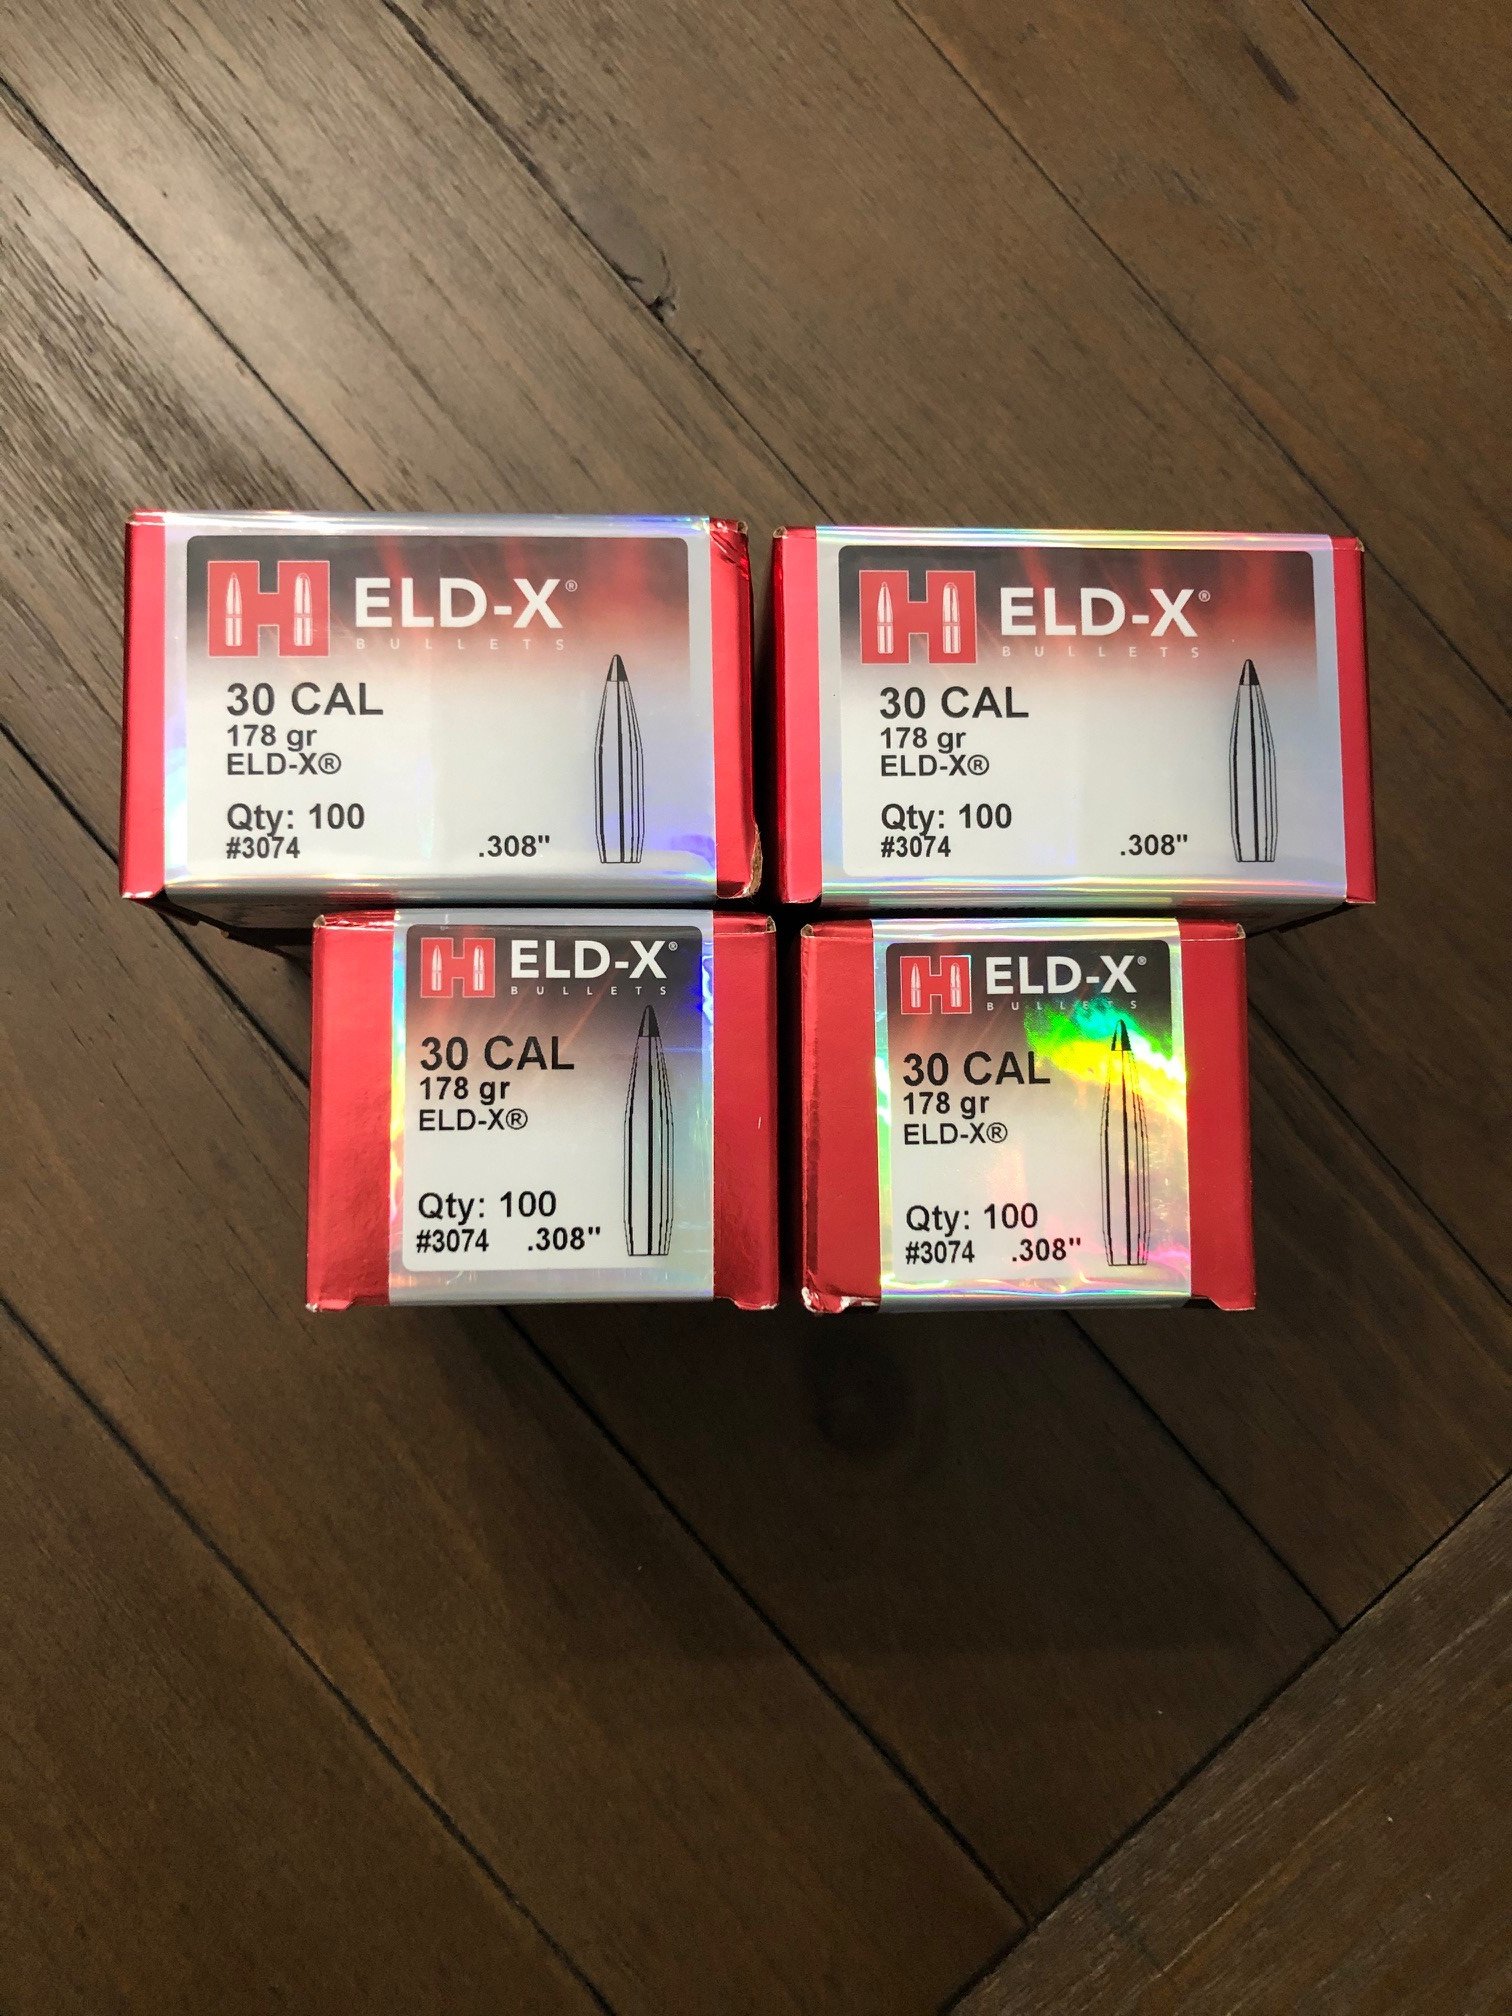 H ELD-X®
BULLETS
30 CAL
178 gr
ELD-X®
Qty: 100
#3074 .308"
H ELD-X®
BULLETS
30 CAL
178 gr
ELD-X®
Qty: 100
#3074 .308"
H ELD-X®
BULLETS
30 CAL
178 gr
ELD-X®
Qty: 100
#3074 .308"
H ELD-X®
BULLETS
30 CAL
178 gr
ELD-X®
Qty: 100
#3074 .308"